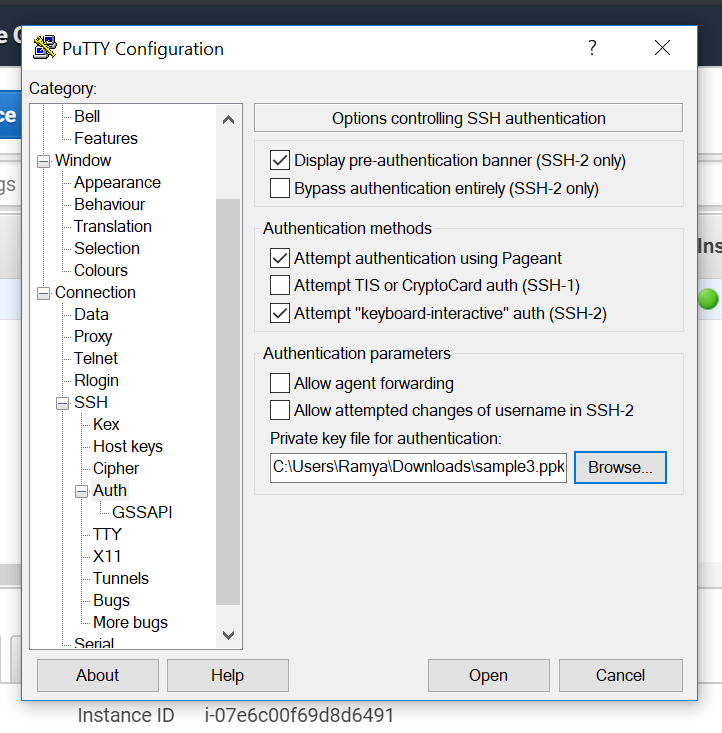 PuTTY Configuration
?
Category:
Bell
Features
Window
Appearance
Behaviour
Translation
Selection
Colours
Connection
Data
Proxy
Telnet
Rlogin
SSH
Kex
Host keys
Cipher
Auth
GSSAPI
TTY
X11
Tunnels
Bugs
More bugs
Serial
Options controlling SSH authentication
Display pre-authentication banner (SSH-2 only)
Bypass authentication entirely (SSH-2 only)
Authentication methods
Attempt authentication using Pageant
Attempt TIS or CryptoCard auth (SSH-1)
Attempt "keyboard-interactive" auth (SSH-2)
Authentication parameters
Allow agent forwarding
Allow attempted changes of username in SSH-2
Private key file for authentication:
C:\Users\Ramya\Downloads\sample3.ppk
Browse...
About
Help
Open
Cancel
Ins
Instance ID i-07e6c00f69d8d6491